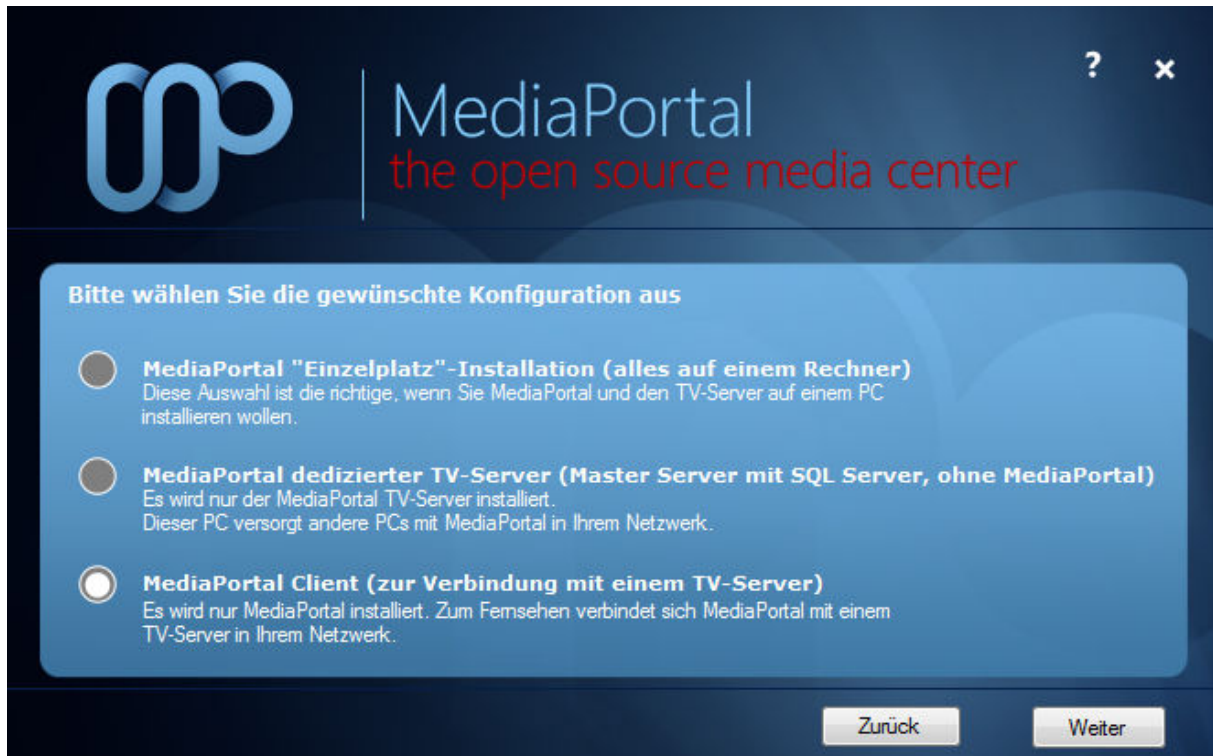 ? ×
MediaPortal
the open source media center
Bitte wählen Sie die gewünschte Konfiguration aus
MediaPortal "Einzelplatz"-Installation (alles auf einem Rechner)
Diese Auswahl ist die richtige, wenn Sie MediaPortal und den TV-Server auf einem PC
installieren wollen.
MediaPortal dedizierter TV-Server (Master Server mit SQL Server, ohne MediaPortal)
Es wird nur der MediaPortal TV-Server installiert.
Dieser PC versorgt andere PCs mit MediaPortal in Ihrem Netzwerk.
MediaPortal Client (zur Verbindung mit einem TV-Server)
Es wird nur MediaPortal installiert. Zum Fernsehen verbindet sich MediaPortal mit einem
TV-Server in Ihrem Netzwerk.
Zurück Weiter